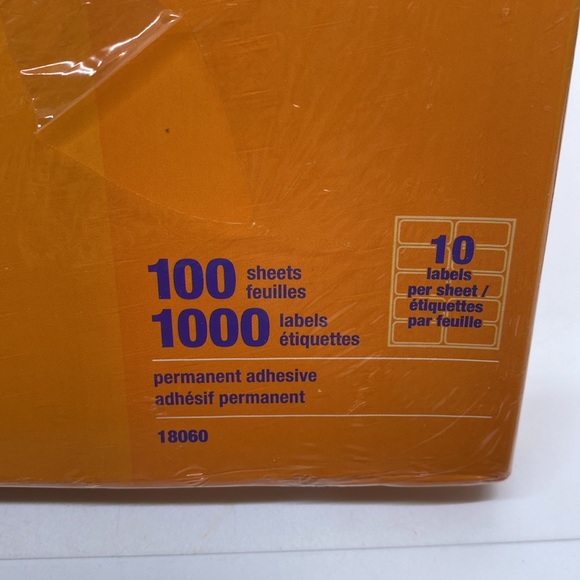 100 sheets
feuilles
1000 labels
étiquettes
permanent adhesive
adhésif permanent
18060
10
labels
per sheet /
étiquettes
par feuille